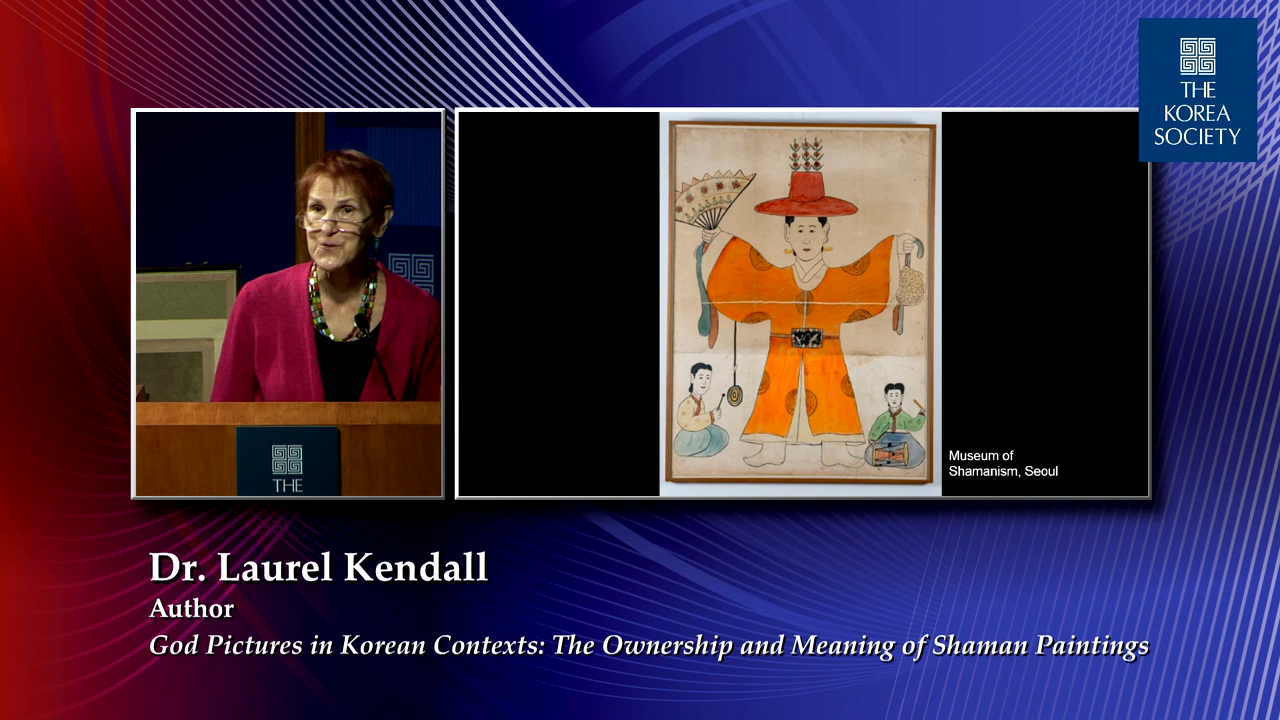 THE
KOREA
SOCIETY
Museum of
Shamanism, Seoul
THE
Dr. Laurel Kendall
Author
God Pictures in Korean Contexts: The Ownership and Meaning of Shaman Paintings